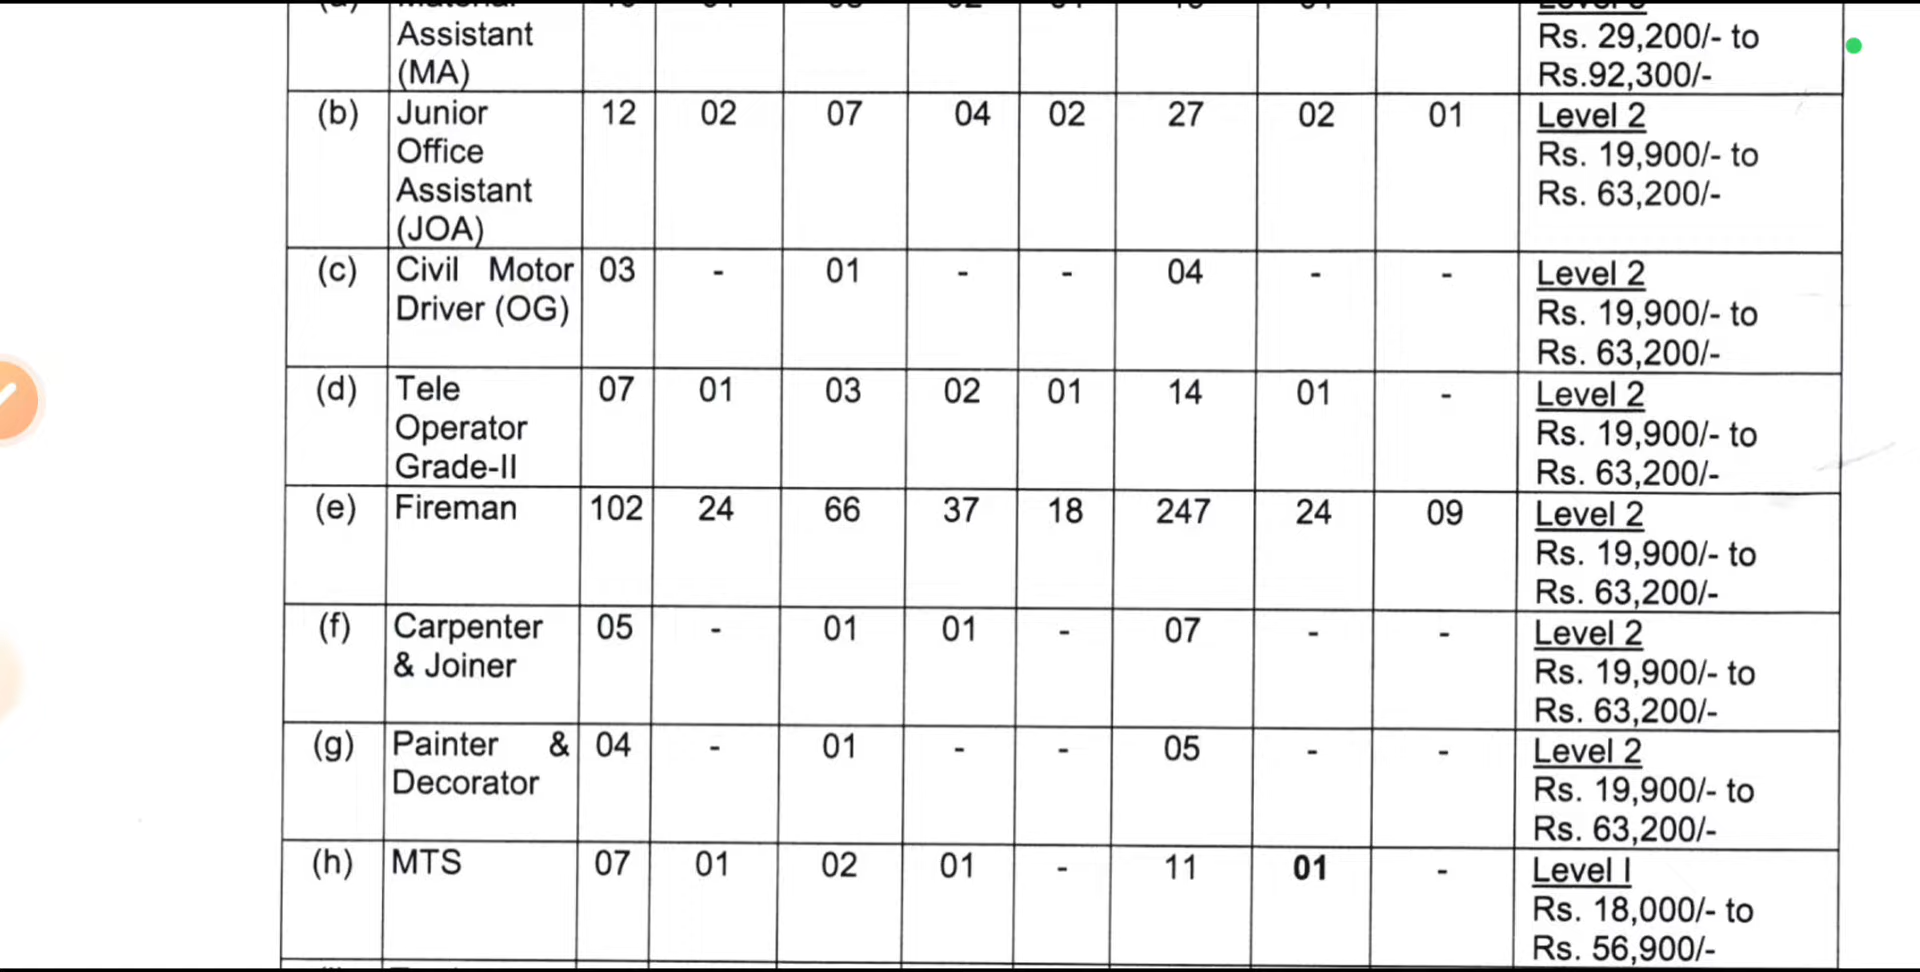 Assistant
(MA)
Rs. 29,200/- to
Rs.92,300/-
(b) Junior Office Assistant (JOA) 12 02 07 04 02 27 02 01 Level 2
Rs. 19,900/- to
Rs. 63,200/-
(c) Civil Motor Driver (OG) 03 - 01 - - 04 - - Level 2
Rs. 19,900/- to
Rs. 63,200/-
(d) Tele Operator Grade-II 07 01 03 02 01 14 01 - Level 2
Rs. 19,900/- to
Rs. 63,200/-
(e) Fireman 102 24 66 37 18 247 24 09 Level 2
Rs. 19,900/- to
Rs. 63,200/-
(f) Carpenter & Joiner 05 - 01 01 - 07 - - Level 2
Rs. 19,900/- to
Rs. 63,200/-
(g) Painter & Decorator 04 - 01 - - 05 - - Level 2
Rs. 19,900/- to
Rs. 63,200/-
(h) MTS 07 01 02 01 - 11 01 - Level I
Rs. 18,000/- to
Rs. 56,900/-